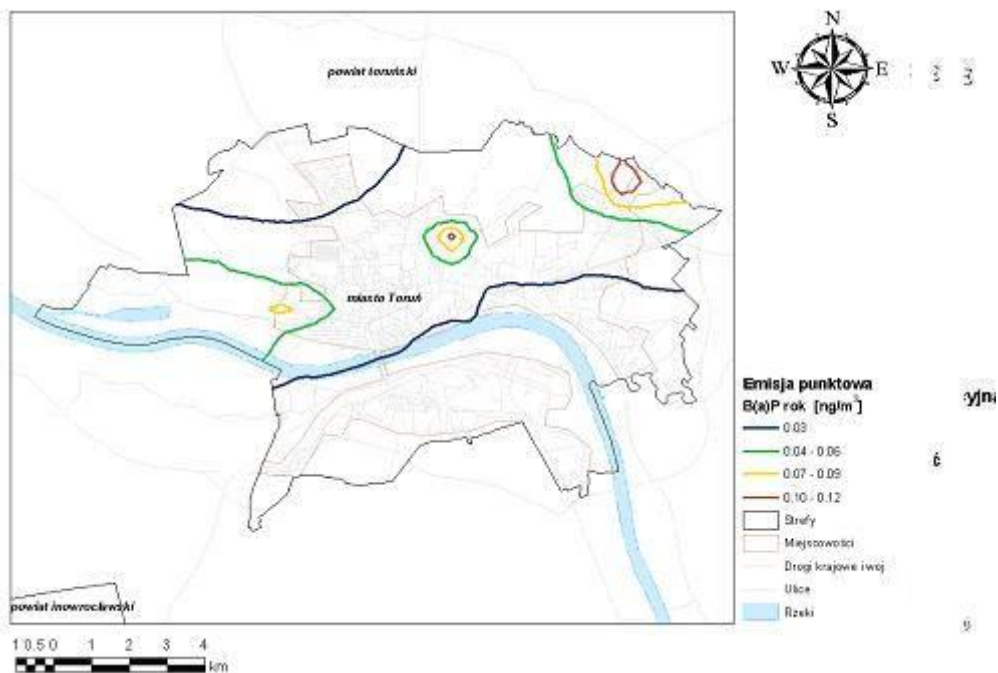 N
W E
S
powiat toruński
miasto Toruń
powiat inowrocławski
Emisja punktowa
B(a)P rok [ng/m³]
0.03
0.04 - 0.06
0.07 - 0.09
0.10 - 0.12
Strefy
Miejscowości
Drogi krajowe i woj
Ulice
Rzeki
1 0.5 0 1 2 3 4
km
yjna
ć